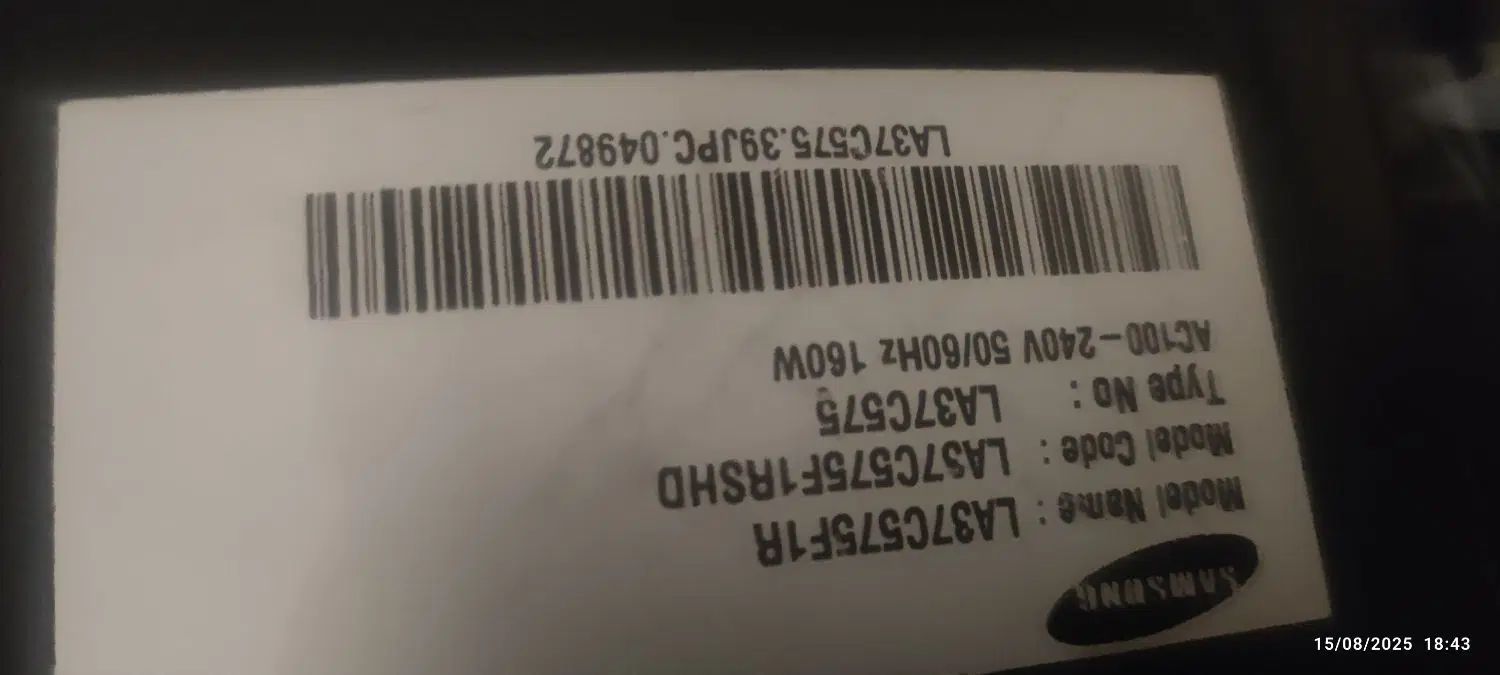 SAMSUNG
Model Name : LA37C575F1R
Model Code : LA37C575F1RSHD
Type No : LA37C575
AC100-240V 50/60Hz 160W
LA37C575.39JPC.049872
15/08/2025 18:43